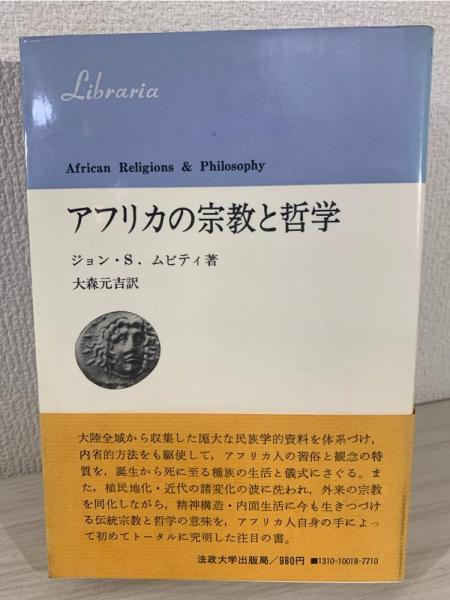 Libraria
African Religions & Philosophy
アフリカの宗教と哲学
ジョン・S. ムビティ著
大森元吉訳
大陸全域から収集した厖大な民族学的資料を体系づけ,
内省的方法をも駆使して, アフリカ人の習俗と観念の特
質を, 誕生から死に至る種族の生活と儀式にさぐる。ま
た, 植民地化・近代の諸変化の波に洗われ, 外来の宗教
を同化しながら, 精神構造・内面生活に今も生きつづけ
る伝統宗教と哲学の意味を, アフリカ人自身の手によっ
て初めてトータルに究明した注目の書。
法政大学出版局/980円 ■1310-10018-7710